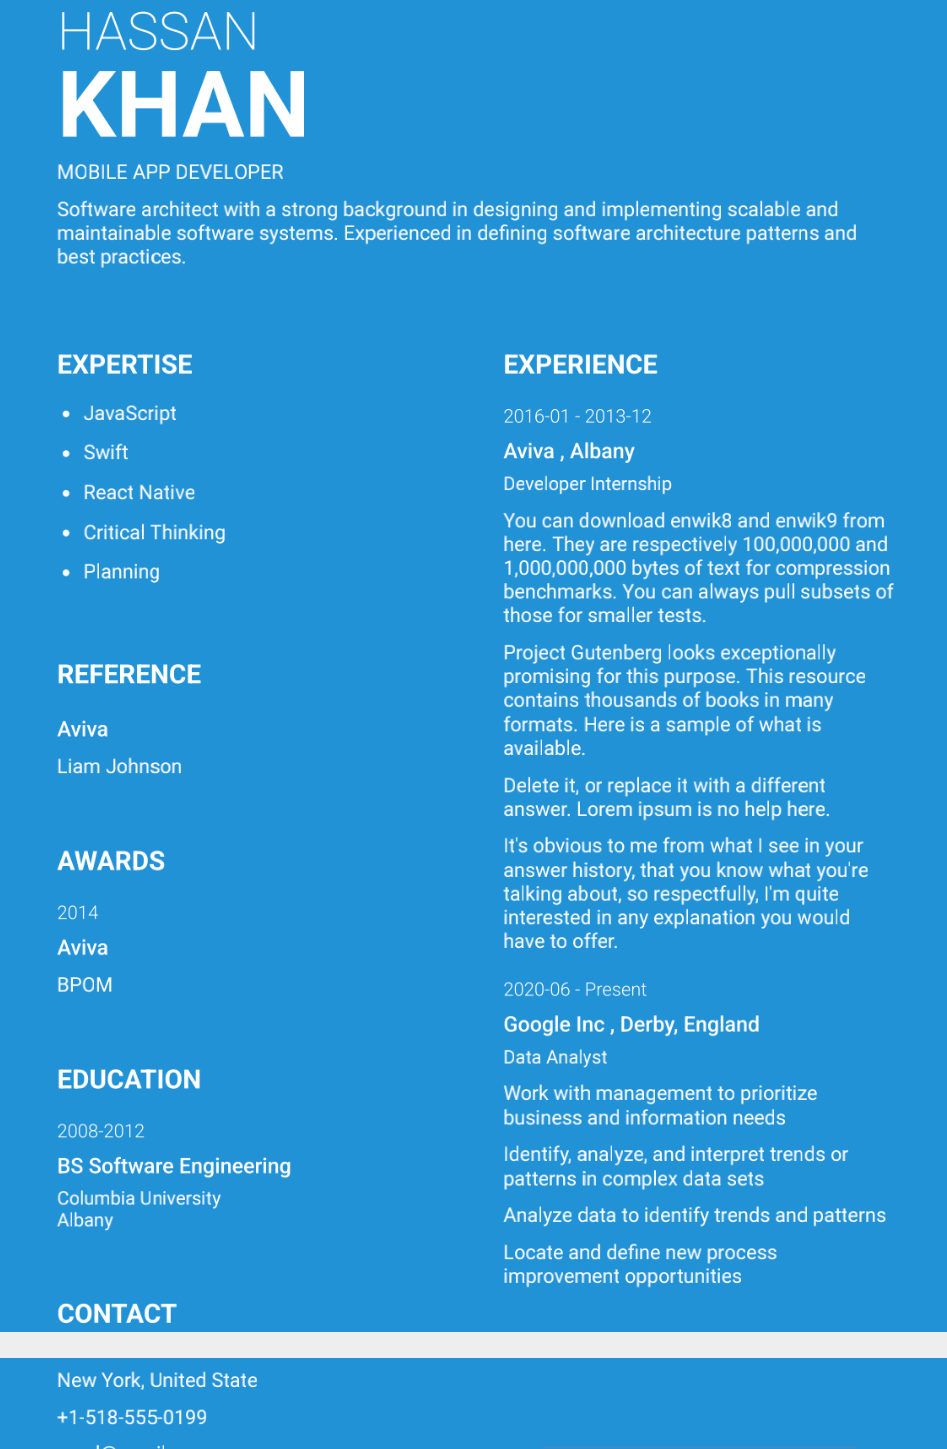 HASSAN
KHAN
MOBILE APP DEVELOPER
Software architect with a strong background in designing and implementing scalable and
maintainable software systems. Experienced in defining software architecture patterns and
best practices.
EXPERTISE
• JavaScript
• Swift
• React Native
• Critical Thinking
• Planning
REFERENCE
Aviva
Liam Johnson
AWARDS
2014
Aviva
BPOM
EDUCATION
2008-2012
BS Software Engineering
Columbia University
Albany
CONTACT
New York, United State
+1-518-555-0199
EXPERIENCE
2016-01 - 2013-12
Aviva , Albany
Developer Internship
You can download enwik8 and enwik9 from
here. They are respectively 100,000,000 and
1,000,000,000 bytes of text for compression
benchmarks. You can always pull subsets of
those for smaller tests.
Project Gutenberg looks exceptionally
promising for this purpose. This resource
contains thousands of books in many
formats. Here is a sample of what is
available.
Delete it, or replace it with a different
answer. Lorem ipsum is no help here.
It's obvious to me from what I see in your
answer history, that you know what you're
talking about, so respectfully, I'm quite
interested in any explanation you would
have to offer.
2020-06 - Present
Google Inc , Derby, England
Data Analyst
Work with management to prioritize
business and information needs
Identify, analyze, and interpret trends or
patterns in complex data sets
Analyze data to identify trends and patterns
Locate and define new process
improvement opportunities